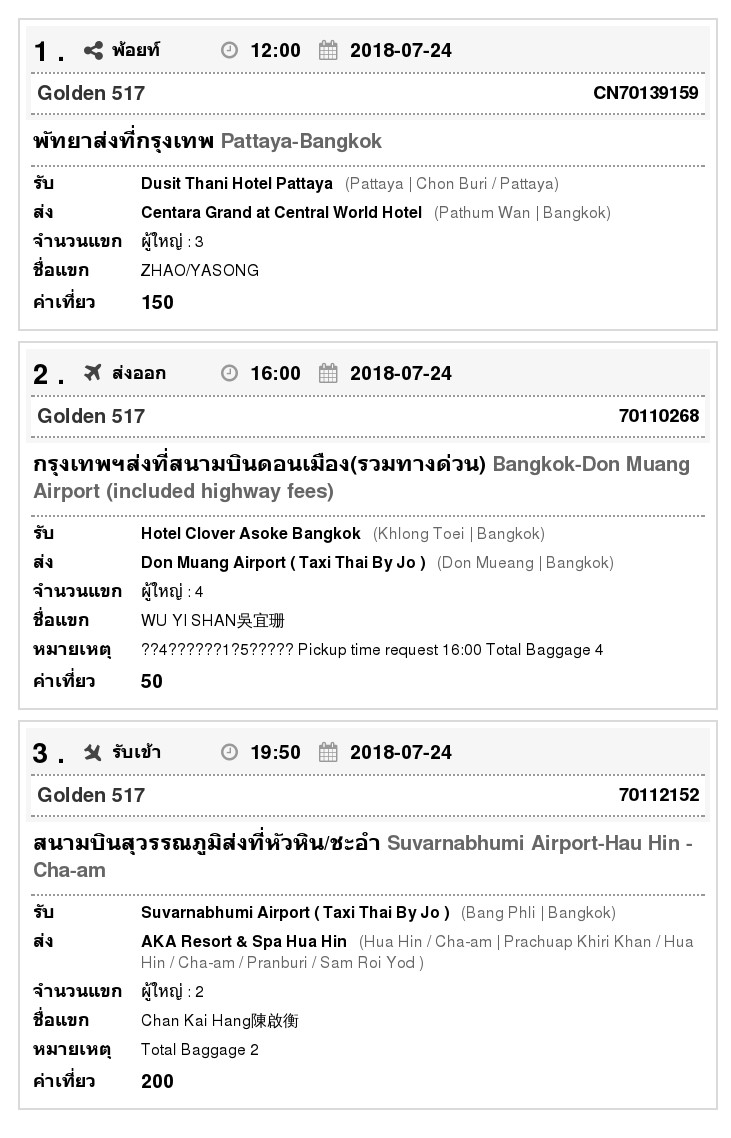 1 . พ้อยท์ 12:00 2018-07-24
Golden 517 CN70139159
พัทยาส่งที่กรุงเทพ Pattaya-Bangkok
รับ Dusit Thani Hotel Pattaya (Pattaya | Chon Buri / Pattaya)
ส่ง Centara Grand at Central World Hotel (Pathum Wan | Bangkok)
จำนวนแขก ผู้ใหญ่ : 3
ชื่อแขก ZHAO/YASONG
ค่าเที่ยว 150
2 . ส่งออก 16:00 2018-07-24
Golden 517 70110268
กรุงเทพฯส่งที่สนามบินดอนเมือง(รวมทางด่วน) Bangkok-Don Muang
Airport (included highway fees)
รับ Hotel Clover Asoke Bangkok (Khlong Toei | Bangkok)
ส่ง Don Muang Airport ( Taxi Thai By Jo ) (Don Mueang | Bangkok)
จำนวนแขก ผู้ใหญ่ : 4
ชื่อแขก WU YI SHAN吳宜珊
หมายเหตุ ??4??????1?5????? Pickup time request 16:00 Total Baggage 4
ค่าเที่ยว 50
3 . รับเข้า 19:50 2018-07-24
Golden 517 70112152
สนามบินสุวรรณภูมิส่งที่หัวหิน/ชะอำ Suvarnabhumi Airport-Hau Hin -
Cha-am
รับ Suvarnabhumi Airport ( Taxi Thai By Jo ) (Bang Phli | Bangkok)
ส่ง AKA Resort & Spa Hua Hin (Hua Hin / Cha-am | Prachuap Khiri Khan / Hua
Hin / Cha-am / Pranburi / Sam Roi Yod )
จำนวนแขก ผู้ใหญ่ : 2
ชื่อแขก Chan Kai Hang陳啟衡
หมายเหตุ Total Baggage 2
ค่าเที่ยว 200